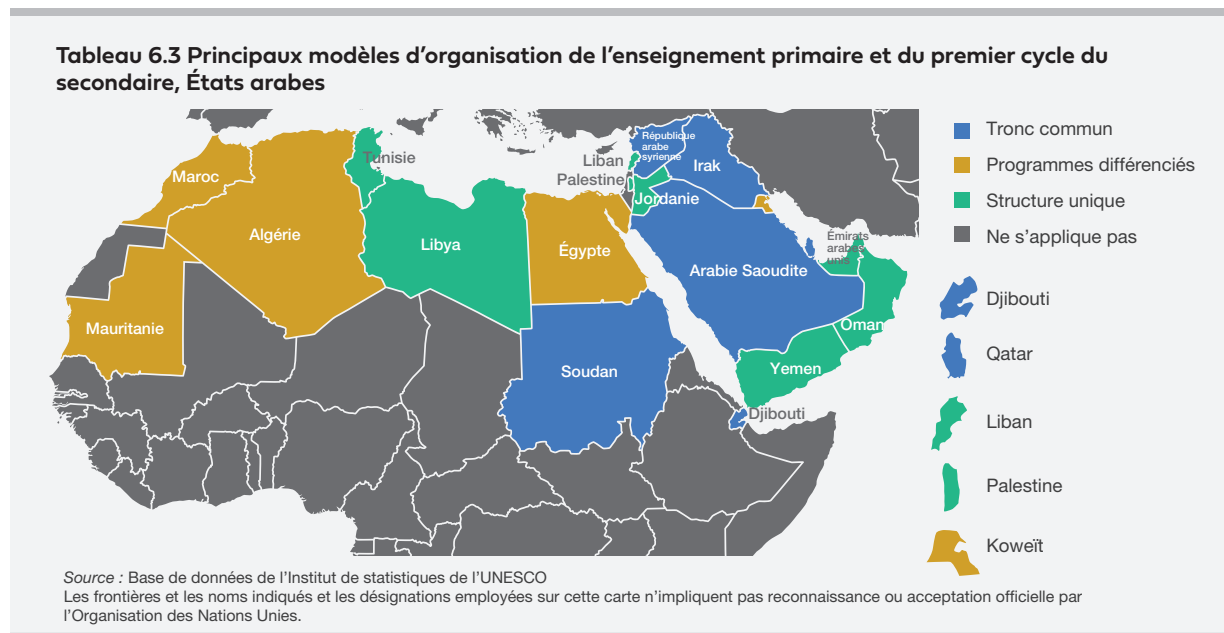 Tableau 6.3 Principaux modèles d’organisation de l’enseignement primaire et du premier cycle du
secondaire, États arabes
Tronc commun
Programmes différenciés
Structure unique
Ne s’applique pas
Maroc
Tunisie
Algérie
Libya
Égypte
Liban
Palestine
République
arabe
syrienne
Irak
Jordanie
Arabie Saoudite
Émirats
arabes
unis
Oman
Yemen
Mauritanie
Soudan
Djibouti
Djibouti
Qatar
Liban
Palestine
Koweït
Source : Base de données de l’Institut de statistiques de l’UNESCO
Les frontières et les noms indiqués et les désignations employées sur cette carte n’impliquent pas reconnaissance ou acceptation officielle par
l’Organisation des Nations Unies.